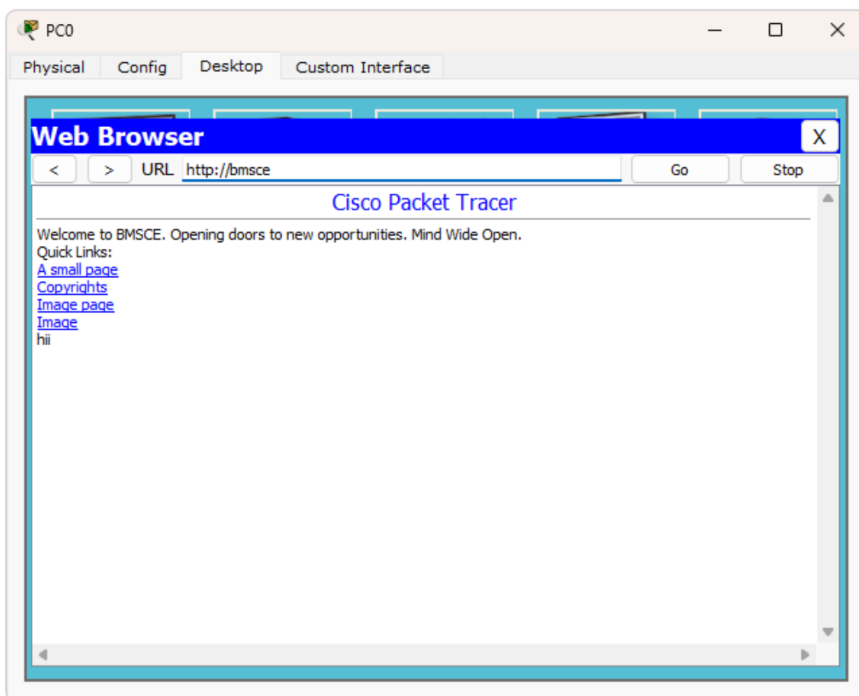 PC0
Physical Config Desktop Custom Interface
Web Browser X
< > URL http://bmsce Go Stop
Cisco Packet Tracer
Welcome to BMSCE. Opening doors to new opportunities. Mind Wide Open.
Quick Links:
A small page
Copyrights
Image page
Image
hii